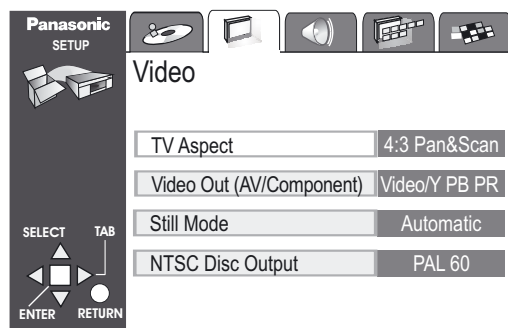 Panasonic
SETUP
Video
TV Aspect 4:3 Pan&Scan
Video Out (AV/Component) Video/Y PB PR
Still Mode Automatic
NTSC Disc Output PAL 60
SELECT TAB
ENTER RETURN